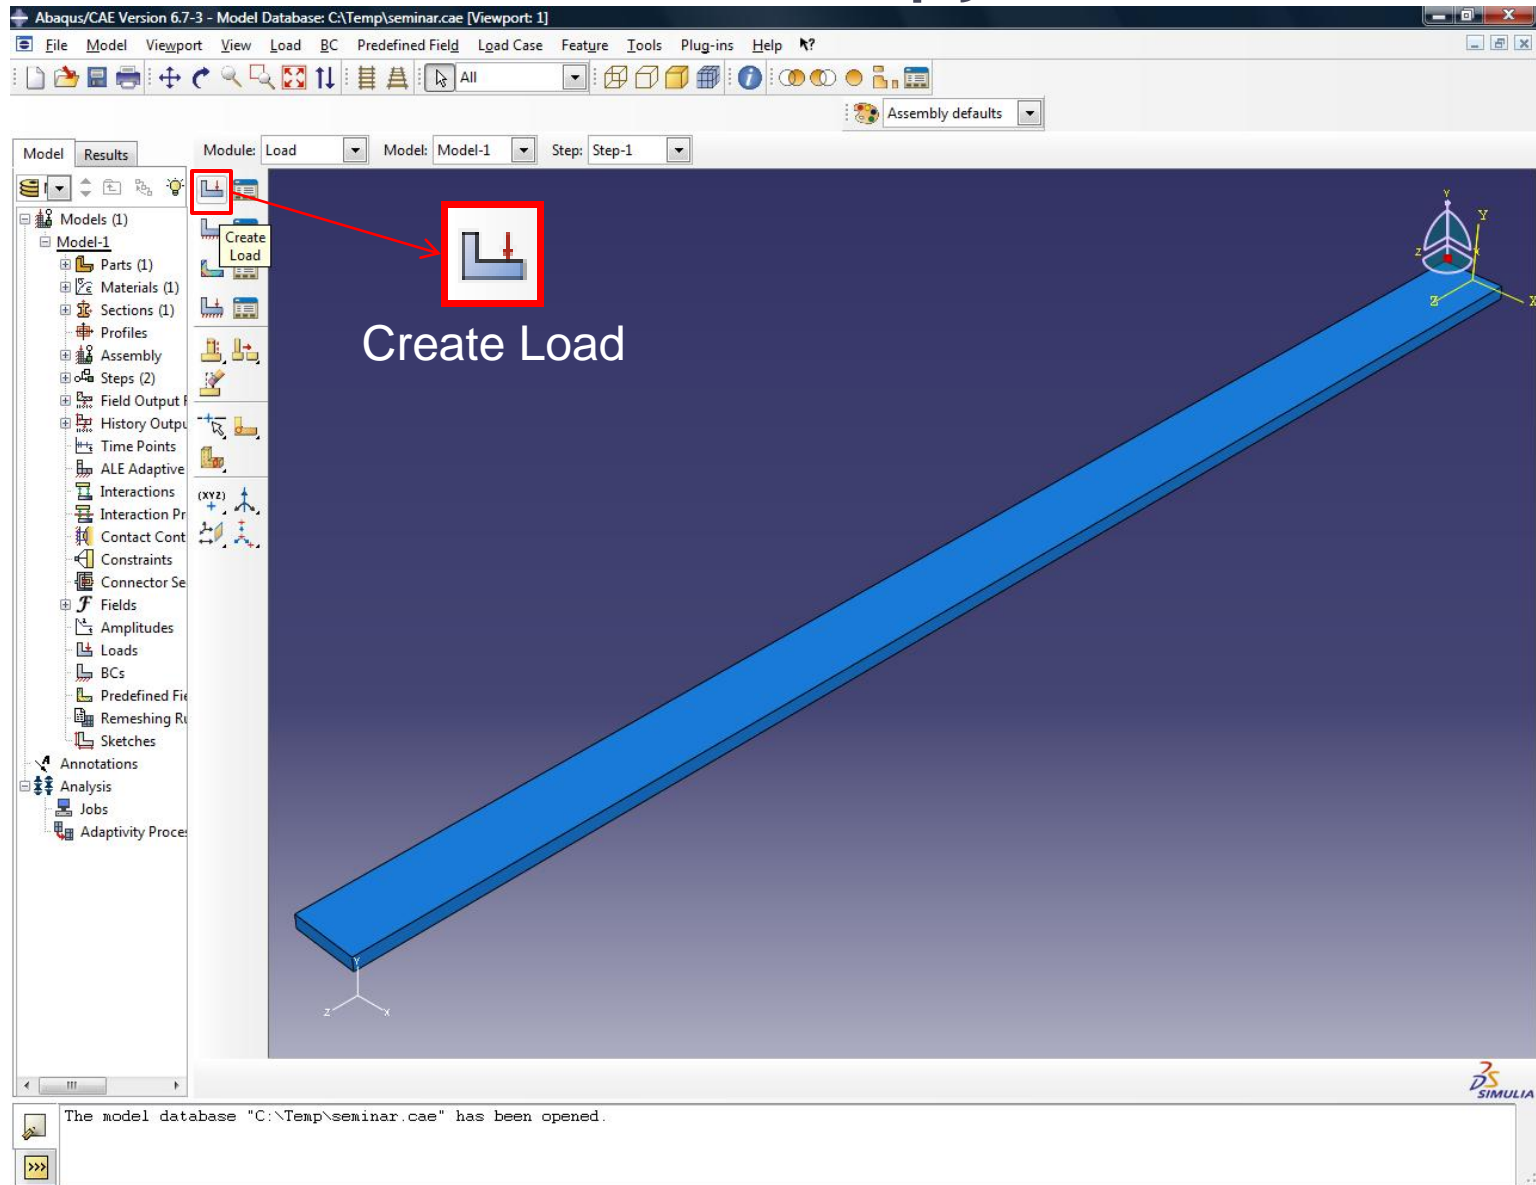 Abaqus/CAE Version 6.7-3 - Model Database: C:\Temp\seminar.cae [Viewport: 1]
File Model Viewport View Load BC Predefined Field Load Case Feature Tools Plug-ins Help
All
Assembly defaults
Model Results Module: Load Model: Model-1 Step: Step-1
Models (1)
Model-1
Parts (1)
Materials (1)
Sections (1)
Profiles
Assembly
Steps (2)
Field Output
History Outpu
Time Points
ALE Adaptive
Interactions
Interaction Pr
Contact Cont
Constraints
Connector Se
Fields
Amplitudes
Loads
BCs
Predefined Fie
Remeshing Ru
Sketches
Annotations
Analysis
Jobs
Adaptivity Proces
Create
Load
(XYZ)
Create Load
Y
Y
Z
X
Z
X
Y
Z
X
SIMULIA
The model database "C:\Temp\seminar.cae" has been opened.
>>>